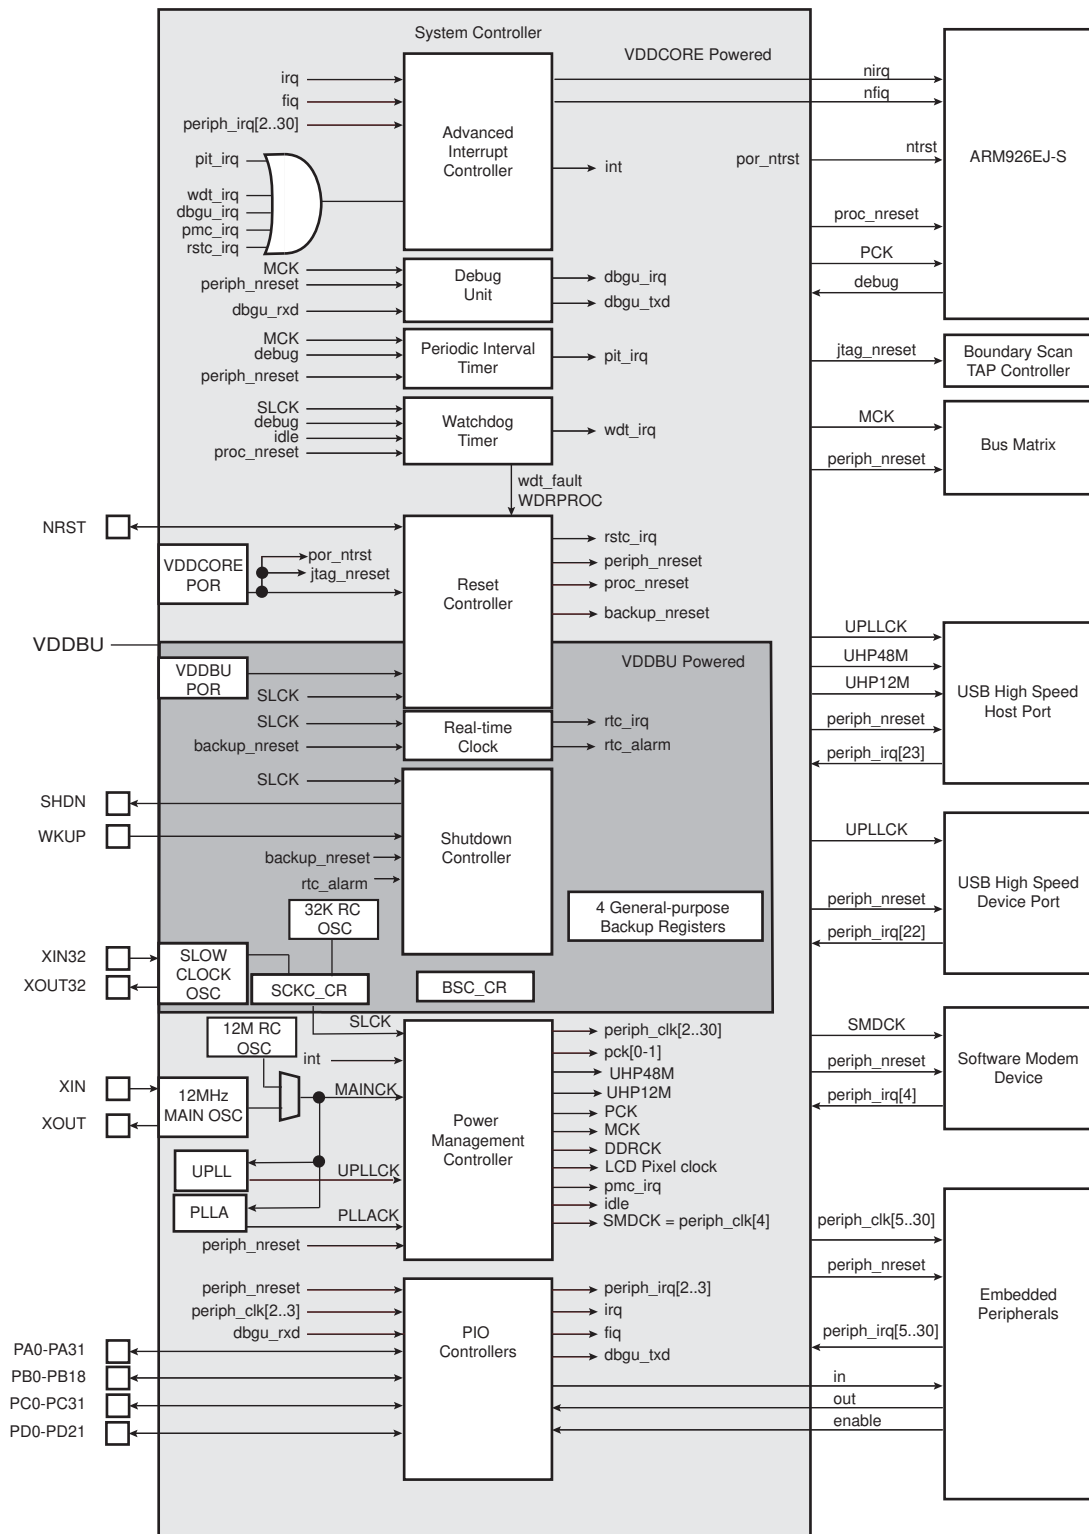 System Controller
VDDCORE Powered
irq
fiq
periph_irq[2..30]
pit_irq
wdt_irq
dbgu_irq
pmc_irq
rstc_irq
Advanced
Interrupt
Controller
int
nirq
nfiq
por_ntrst
ntrst
proc_nreset
PCK
debug
ARM926EJ-S
MCK
periph_nreset
dbgu_rxd
Debug
Unit
dbgu_irq
dbgu_txd
MCK
debug
periph_nreset
Periodic Interval
Timer
pit_irq
jtag_nreset
Boundary Scan
TAP Controller
SLCK
debug
idle
proc_nreset
Watchdog
Timer
wdt_irq
MCK
periph_nreset
Bus Matrix
wdt_fault
WDRPROC
NRST
VDDCORE
POR
por_ntrst
jtag_nreset
Reset
Controller
rstc_irq
periph_nreset
proc_nreset
backup_nreset
VDDBU
VDDBU Powered
VDDBU
POR
SLCK
SLCK
backup_nreset
Real-time
Clock
rtc_irq
rtc_alarm
UPLLCK
UHP48M
UHP12M
periph_nreset
periph_irq[23]
USB High Speed
Host Port
SLCK
SHDN
WKUP
backup_nreset
rtc_alarm
Shutdown
Controller
4 General-purpose
Backup Registers
UPLLCK
periph_nreset
periph_irq[22]
USB High Speed
Device Port
32K RC
OSC
XIN32
XOUT32
SLOW
CLOCK
OSC
SCKC_CR
BSC_CR
SLCK
12M RC
OSC
int
XIN
XOUT
12MHz
MAIN OSC
MAINCK
UPLL
UPLLCK
PLLA
PLLACK
periph_nreset
Power
Management
Controller
periph_clk[2..30]
pck[0-1]
UHP48M
UHP12M
PCK
MCK
DDRCK
LCD Pixel clock
pmc_irq
idle
SMDCK = periph_clk[4]
SMDCK
periph_nreset
periph_irq[4]
Software Modem
Device
periph_nreset
periph_clk[2..3]
dbgu_rxd
PA0-PA31
PB0-PB18
PC0-PC31
PD0-PD21
PIO
Controllers
periph_irq[2..3]
irq
fiq
dbgu_txd
periph_clk[5..30]
periph_nreset
periph_irq[5..30]
in
out
enable
Embedded
Peripherals